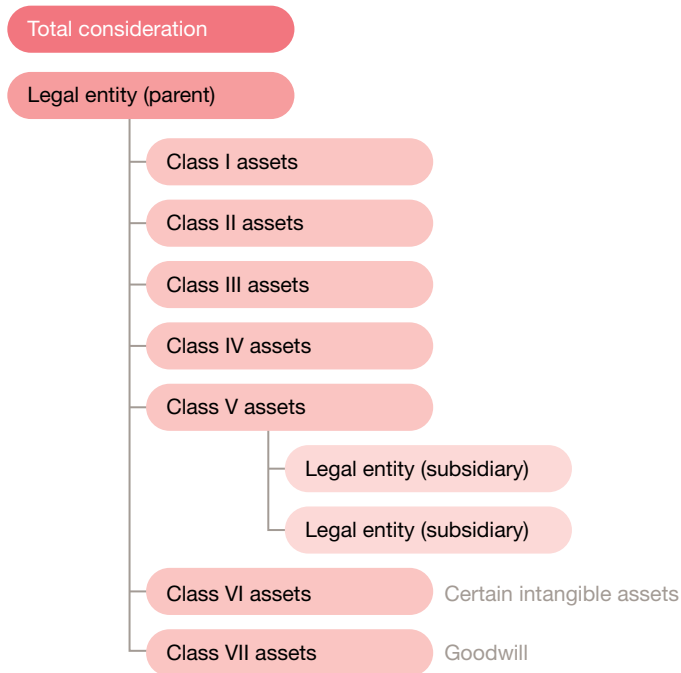 Total consideration
Legal entity (parent)
Class I assets
Class II assets
Class III assets
Class IV assets
Class V assets
Legal entity (subsidiary)
Legal entity (subsidiary)
Class VI assets Certain intangible assets
Class VII assets Goodwill